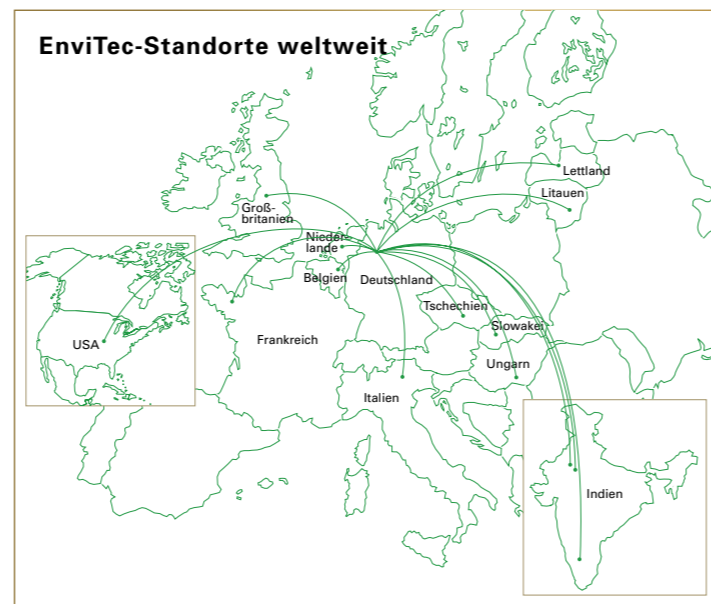 EnviTec-Standorte weltweit
Lettland
Litauen
Groß-
britanien
Nieder-
lande
Belgien
Deutschland
Tschechien
Slowakei
USA
Frankreich
Ungarn
Italien
Indien